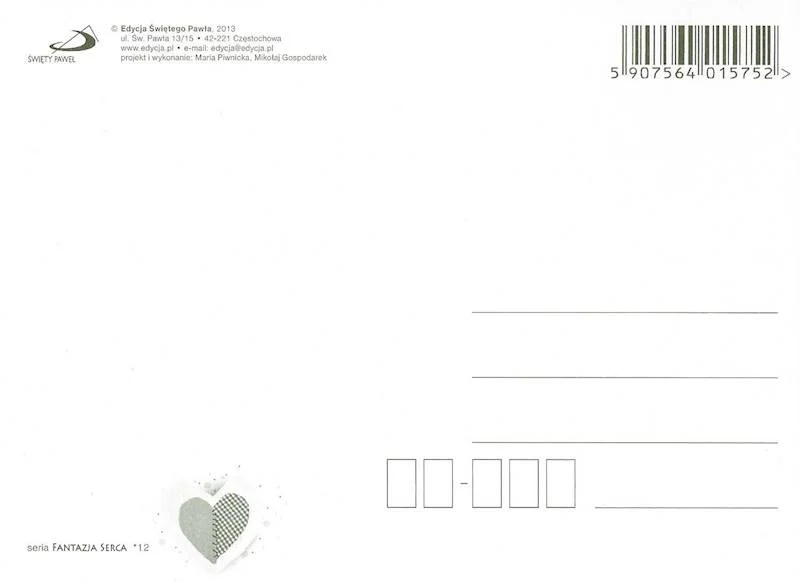 ŚWIĘTY PAWEŁ
© Edycja Świętego Pawła, 2013
ul. Św. Pawła 13/15 • 42-221 Częstochowa
www.edycja.pl • e-mail: edycja@edycja.pl
projekt i wykonanie: Maria Piwnicka, Mikołaj Gospodarek
5 907564 015752 >
-
seria FANTAZJA SERCA *12